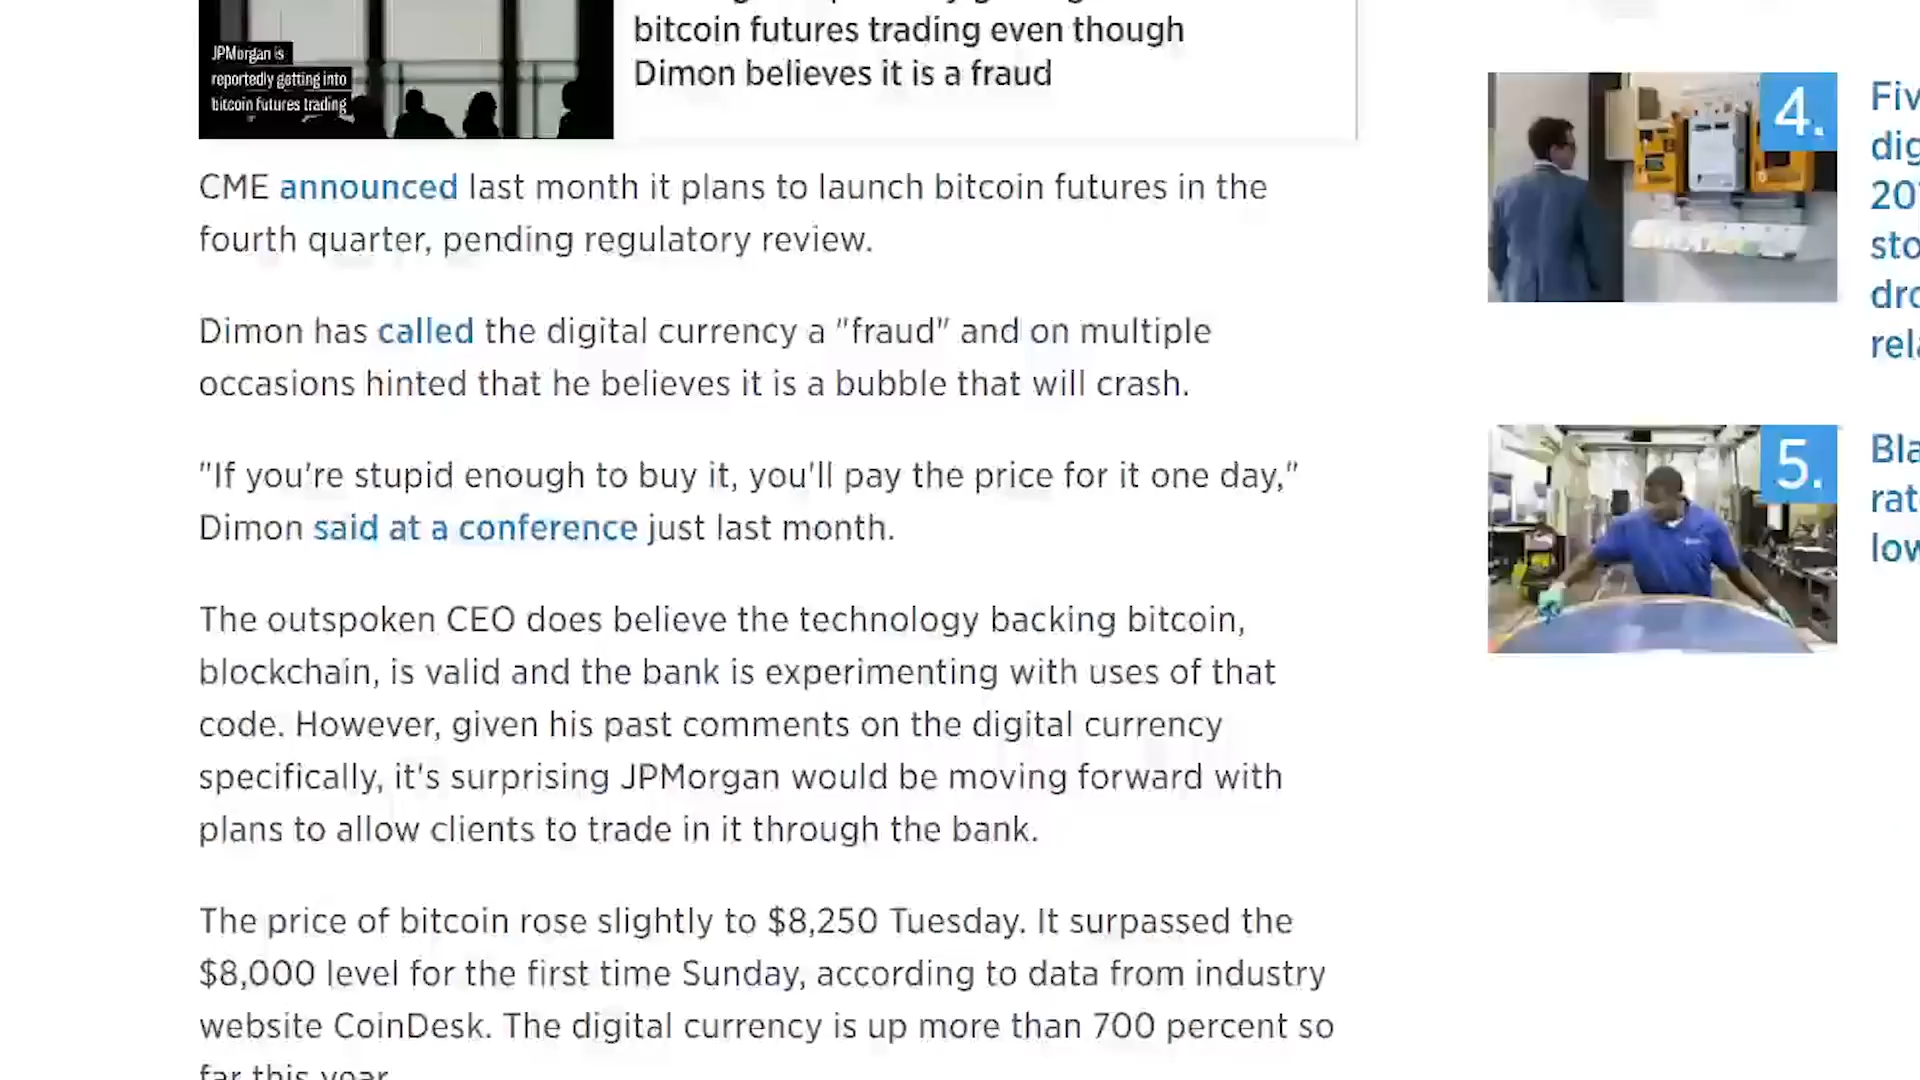 JPMorgan is
reportedly getting into
bitcoin futures trading
bitcoin futures trading even though
Dimon believes it is a fraud
CME announced last month it plans to launch bitcoin futures in the
fourth quarter, pending regulatory review.
Dimon has called the digital currency a "fraud" and on multiple
occasions hinted that he believes it is a bubble that will crash.
"If you're stupid enough to buy it, you'll pay the price for it one day,"
Dimon said at a conference just last month.
The outspoken CEO does believe the technology backing bitcoin,
blockchain, is valid and the bank is experimenting with uses of that
code. However, given his past comments on the digital currency
specifically, it's surprising JPMorgan would be moving forward with
plans to allow clients to trade in it through the bank.
The price of bitcoin rose slightly to $8,250 Tuesday. It surpassed the
$8,000 level for the first time Sunday, according to data from industry
website CoinDesk. The digital currency is up more than 700 percent so
far this year
4.
Fiv
dig
201
sto
dro
rela
5.
Bla
rat
low